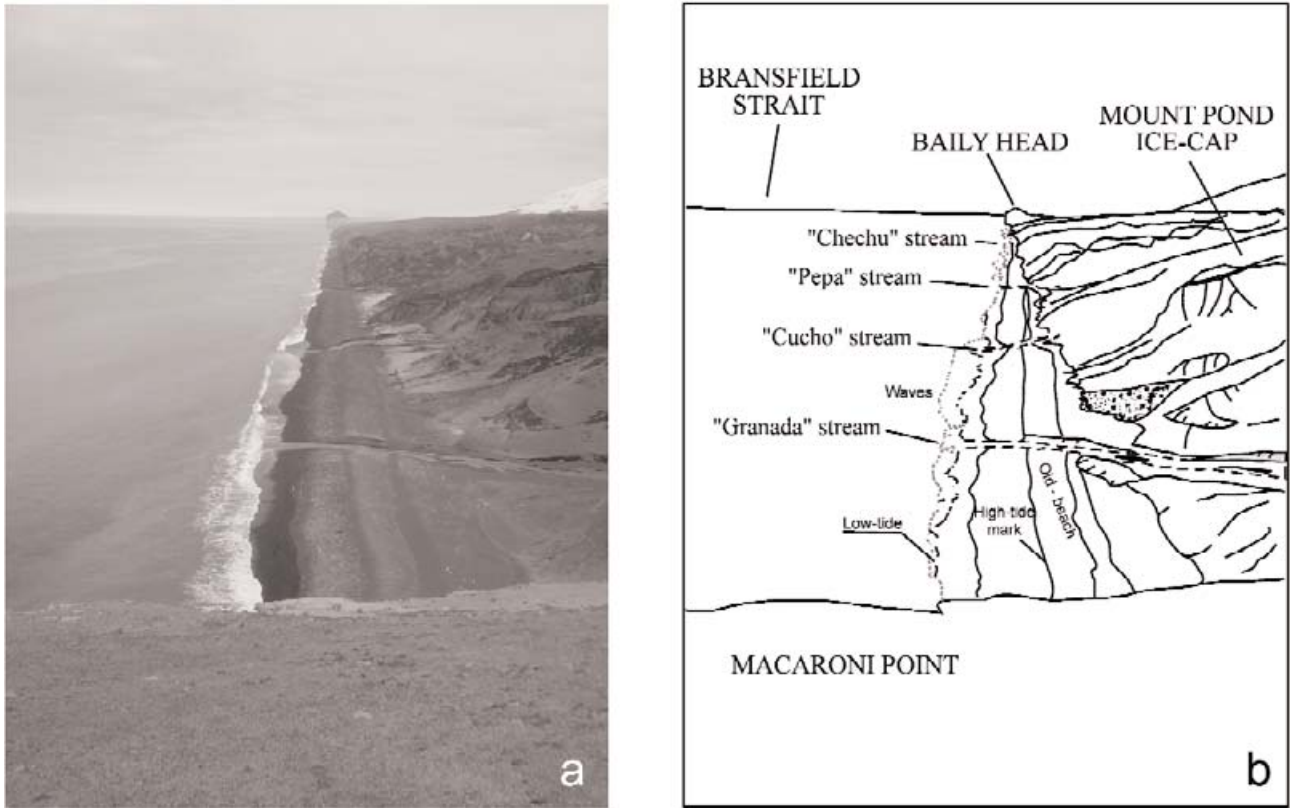 a
BRANSFIELD
STRAIT
BAILY HEAD
MOUNT POND
ICE-CAP
"Chechu" stream
"Pepa" stream
"Cucho" stream
Waves
"Granada" stream
Old - beach
High-tide
mark
Low-tide
MACARONI POINT
b